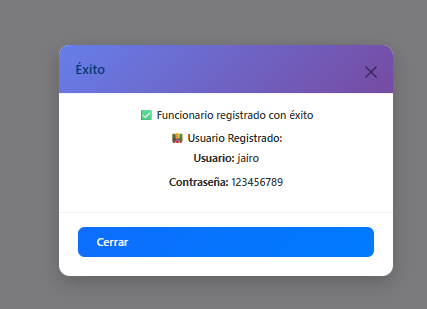 Éxito
✅ Funcionario registrado con éxito
👩‍🏫 Usuario Registrado:
Usuario: jairo
Contraseña: 123456789
Cerrar